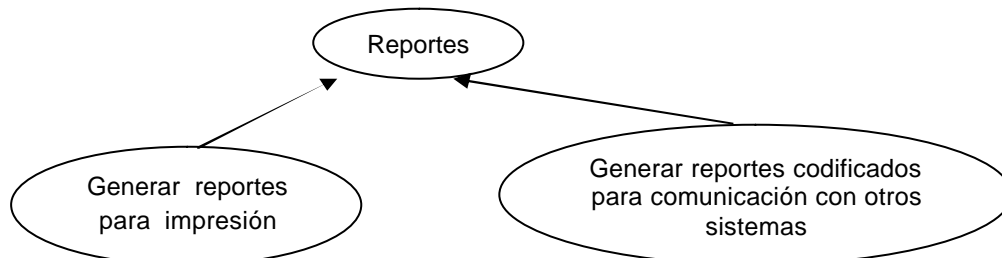 Reportes
Generar reportes
para impresión
Generar reportes codificados
para comunicación con otros
sistemas